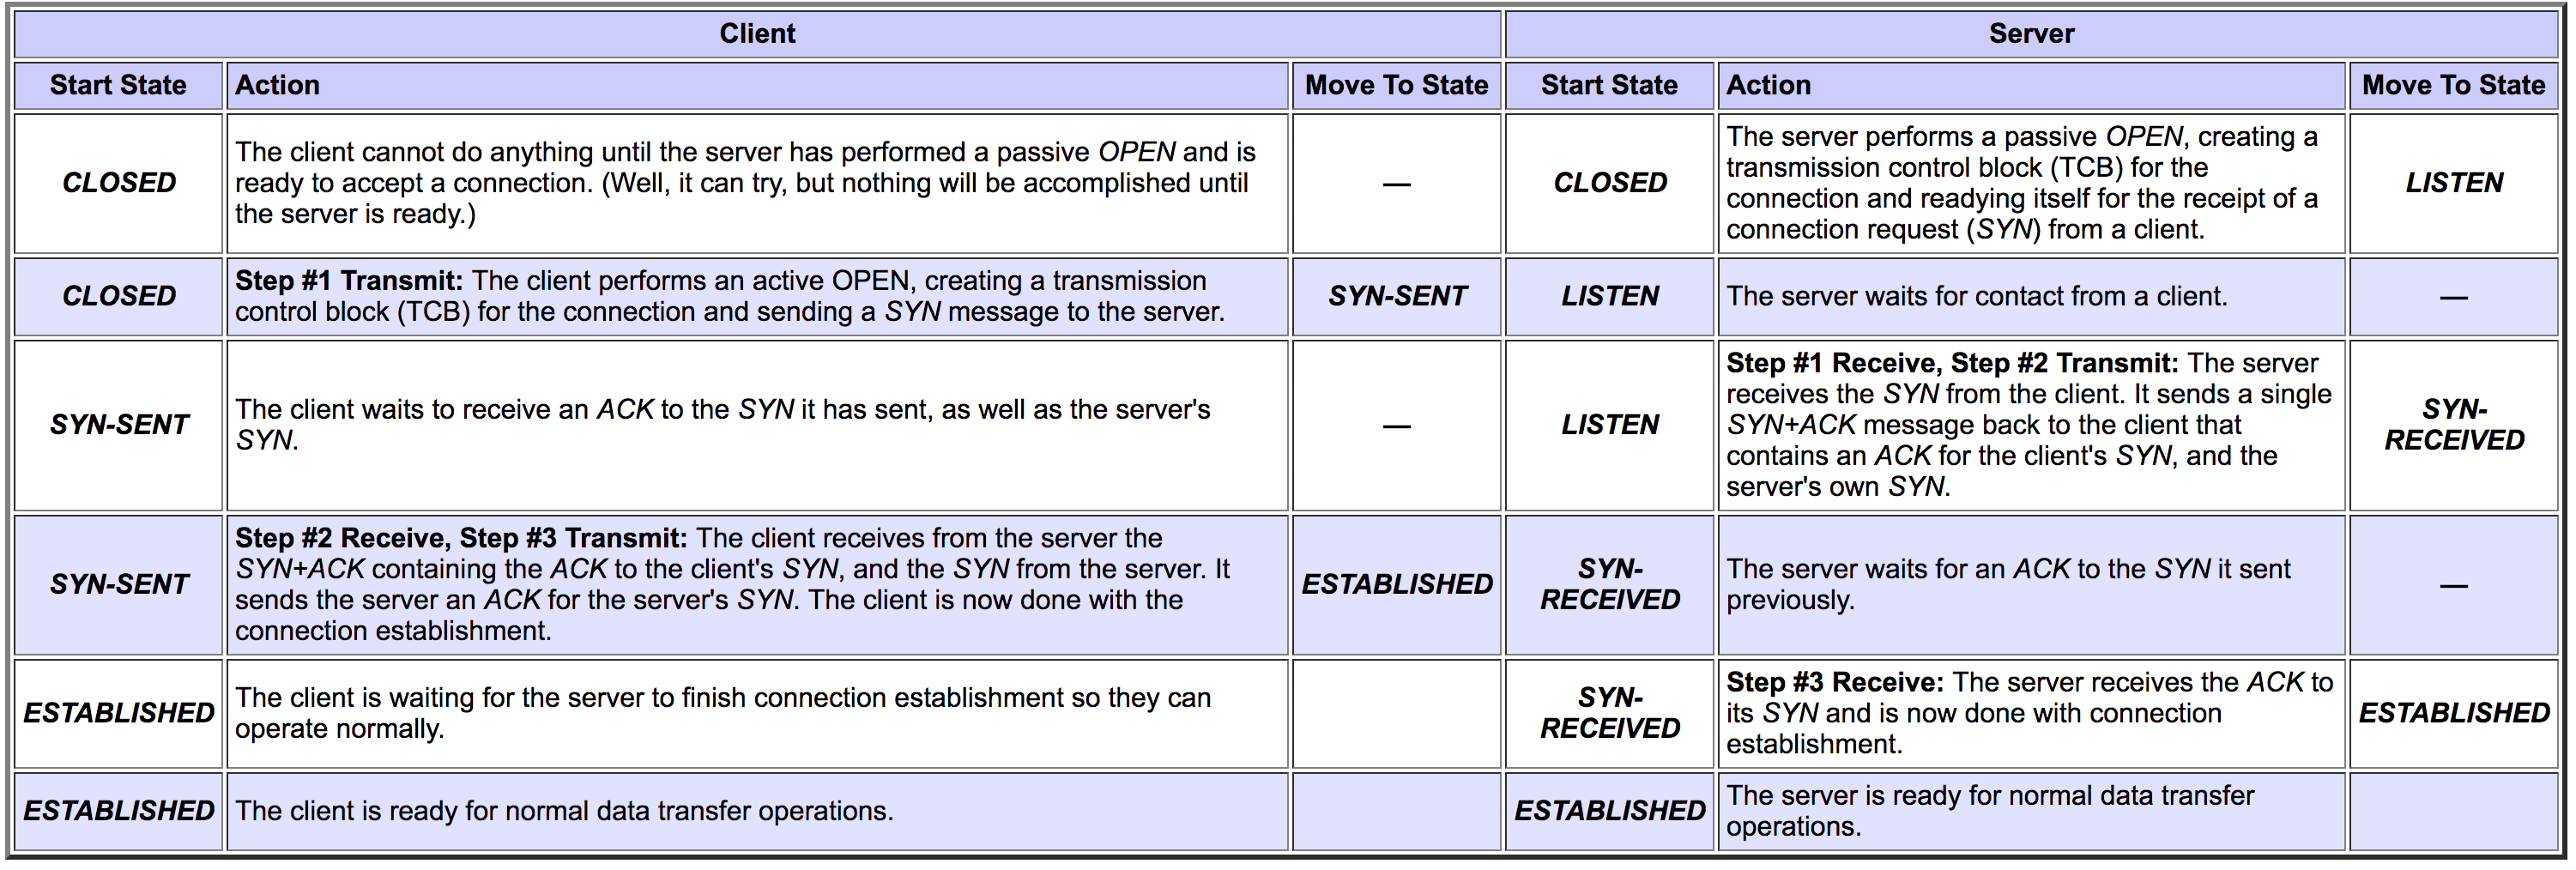 Client
Server
Start State
Action
Move To State
Start State
Action
Move To State
CLOSED
The client cannot do anything until the server has performed a passive OPEN and is
ready to accept a connection. (Well, it can try, but nothing will be accomplished until
the server is ready.)
—
CLOSED
The server performs a passive OPEN, creating a
transmission control block (TCB) for the
connection and readying itself for the receipt of a
connection request (SYN) from a client.
LISTEN
CLOSED
Step #1 Transmit: The client performs an active OPEN, creating a transmission
control block (TCB) for the connection and sending a SYN message to the server.
SYN-SENT
LISTEN
The server waits for contact from a client.
—
SYN-SENT
The client waits to receive an ACK to the SYN it has sent, as well as the server's
SYN.
—
LISTEN
Step #1 Receive, Step #2 Transmit: The server
receives the SYN from the client. It sends a single
SYN+ACK message back to the client that
contains an ACK for the client's SYN, and the
server's own SYN.
SYN-
RECEIVED
SYN-SENT
Step #2 Receive, Step #3 Transmit: The client receives from the server the
SYN+ACK containing the ACK to the client's SYN, and the SYN from the server. It
sends the server an ACK for the server's SYN. The client is now done with the
connection establishment.
ESTABLISHED
SYN-
RECEIVED
The server waits for an ACK to the SYN it sent
previously.
—
ESTABLISHED
The client is waiting for the server to finish connection establishment so they can
operate normally.
SYN-
RECEIVED
Step #3 Receive: The server receives the ACK to
its SYN and is now done with connection
establishment.
ESTABLISHED
ESTABLISHED
The client is ready for normal data transfer operations.
ESTABLISHED
The server is ready for normal data transfer
operations.